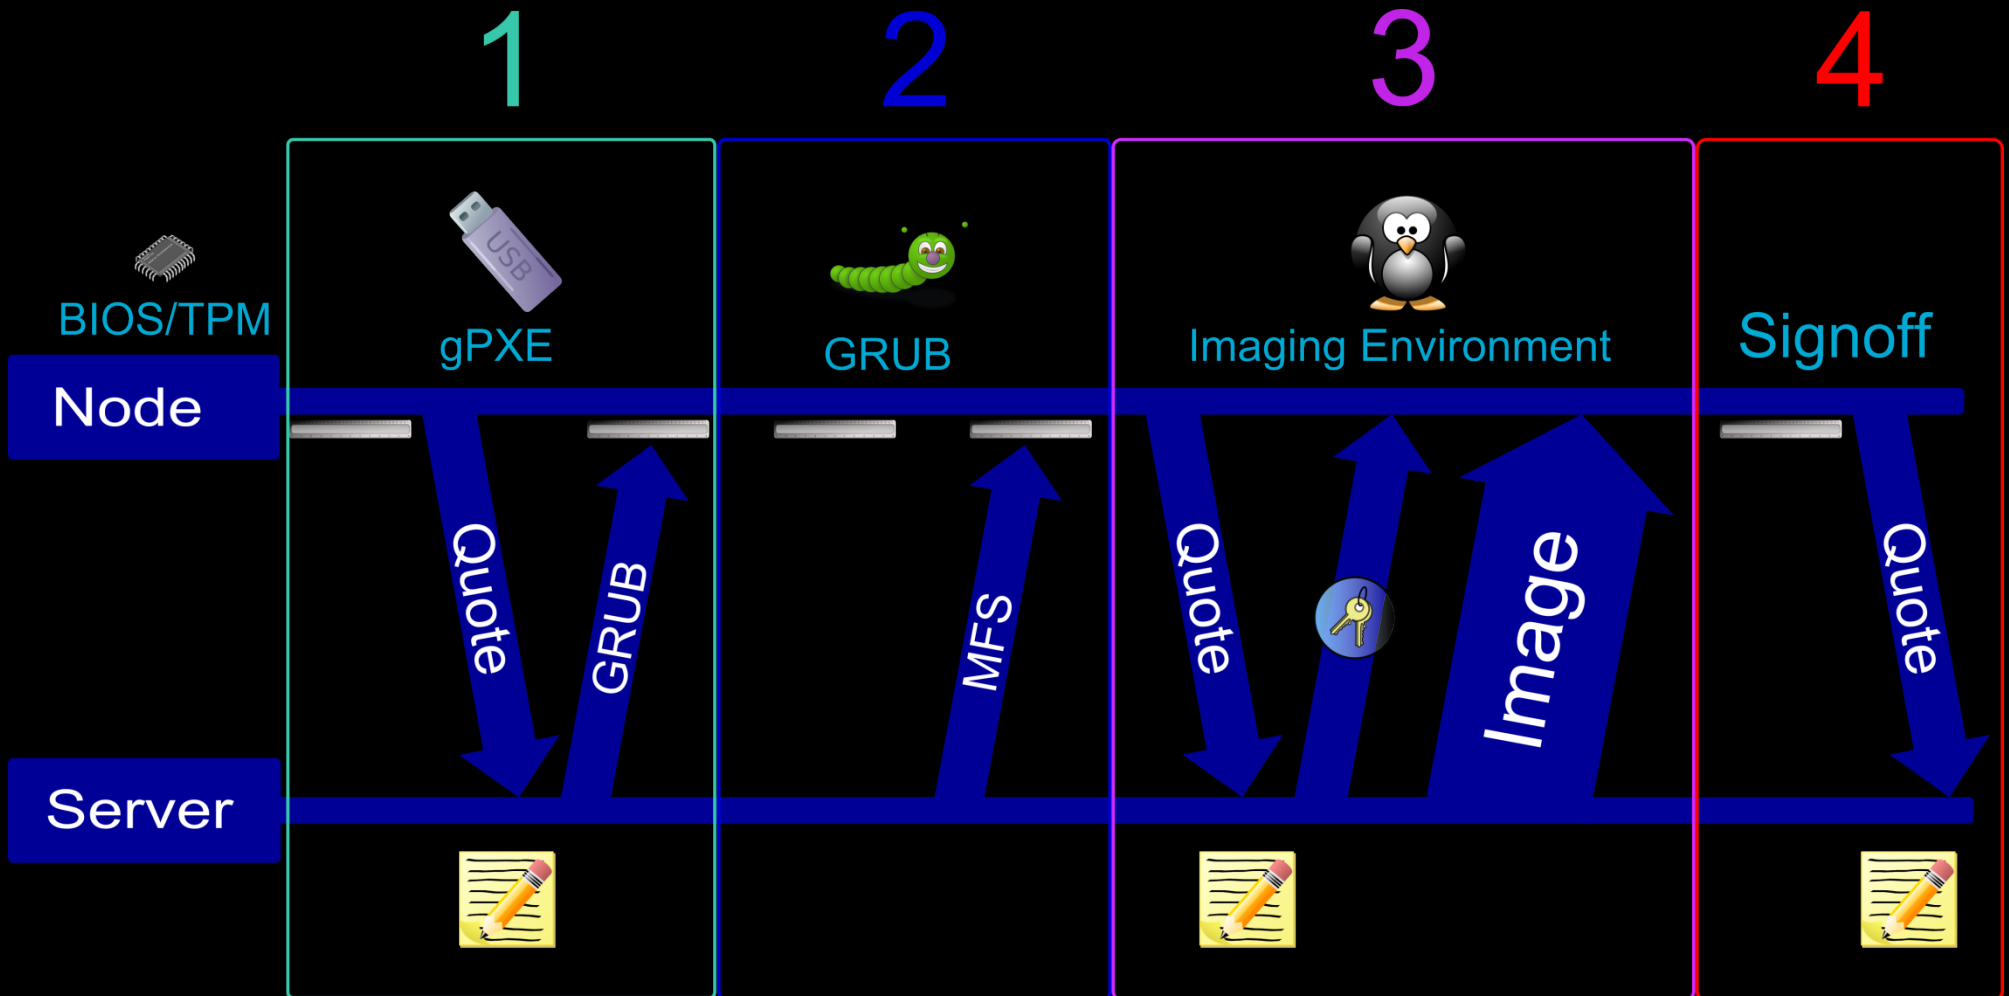 1
2
3
4
USB
BIOS/TPM
gPXE
GRUB
Imaging Environment
Signoff
Node
Quote
GRUB
MFS
Quote
Image
Quote
Server